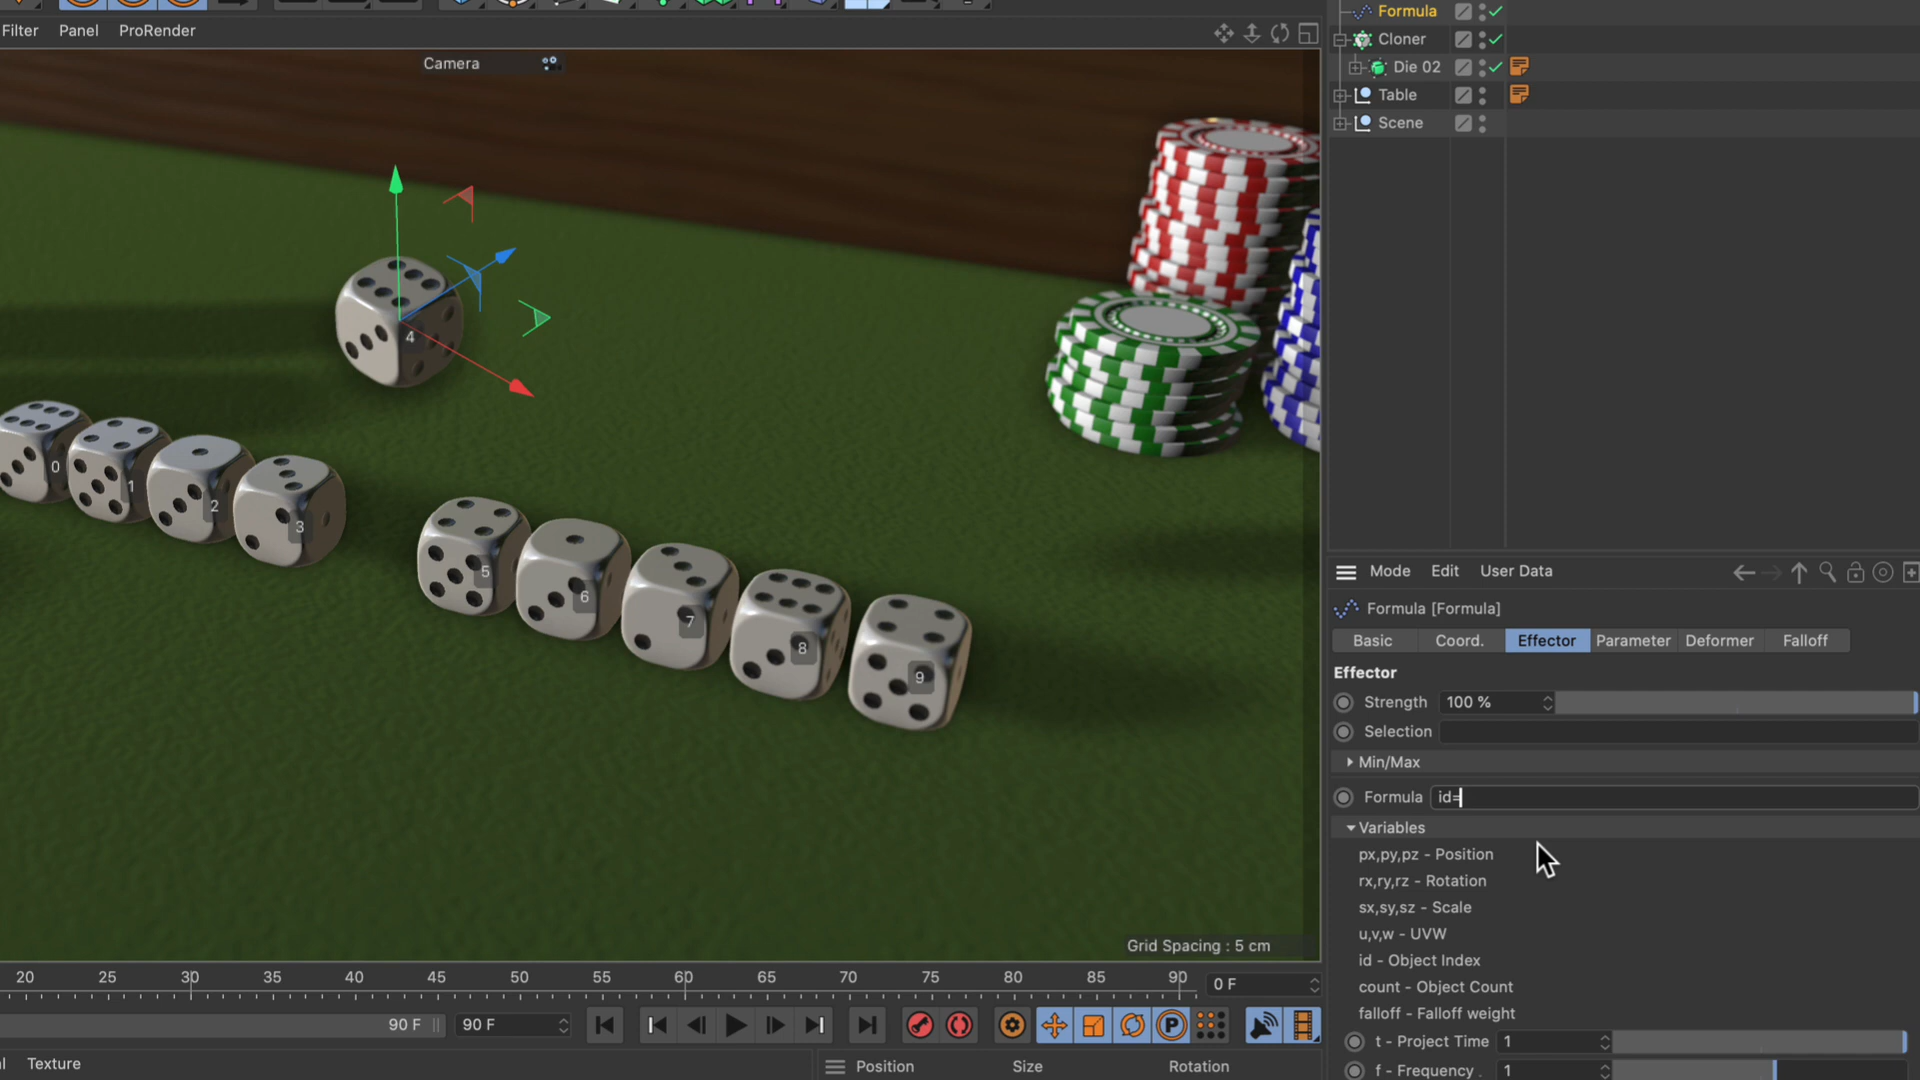 Filter Panel ProRender
Camera
Formula
Cloner
Die 02
Table
Scene
4
0
1
2
3
5
6
7
8
9
Grid Spacing : 5 cm
Mode Edit User Data
Formula [Formula]
Basic Coord. Effector Parameter Deformer Falloff
Effector
Strength 100 %
Selection
Min/Max
Formula id=
Variables
px,py,pz - Position
rx,ry,rz - Rotation
sx,sy,sz - Scale
u,v,w - UVW
id - Object Index
count - Object Count
falloff - Falloff weight
t - Project Time 1
f - Frequency . 1
20 25 30 35 40 45 50 55 60 65 70 75 80 85 90 0 F
90 F 90 F
P
Texture
Position Size Rotation